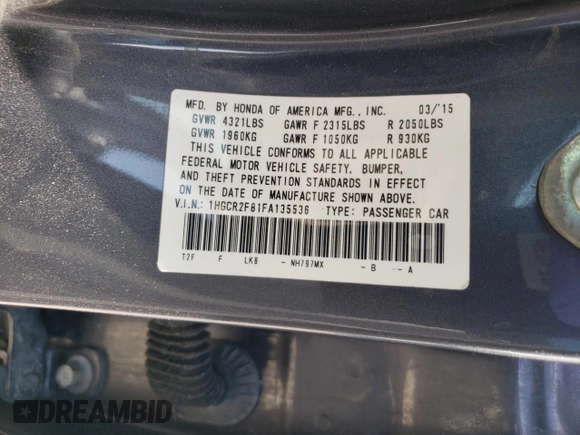 MFD. BY HONDA OF AMERICA MFG., INC. 03/'15
GVWR 4321LBS GAWR F 2315LBS R 2050LBS
GVWR 1960KG GAWR F 1050KG R 930KG
THIS VEHICLE CONFORMS TO ALL APPLICABLE
FEDERAL MOTOR VEHICLE SAFETY, BUMPER,
AND THEFT PREVENTION STANDARDS IN EFFECT
ON THE DATE OF MANUFACTURE SHOWN ABOVE.
V.I.N.: 1HGCR2F81FA135536 TYPE: PASSENGER CAR
T2F F LK8 - NH797MX - B -- A
DREAMBID